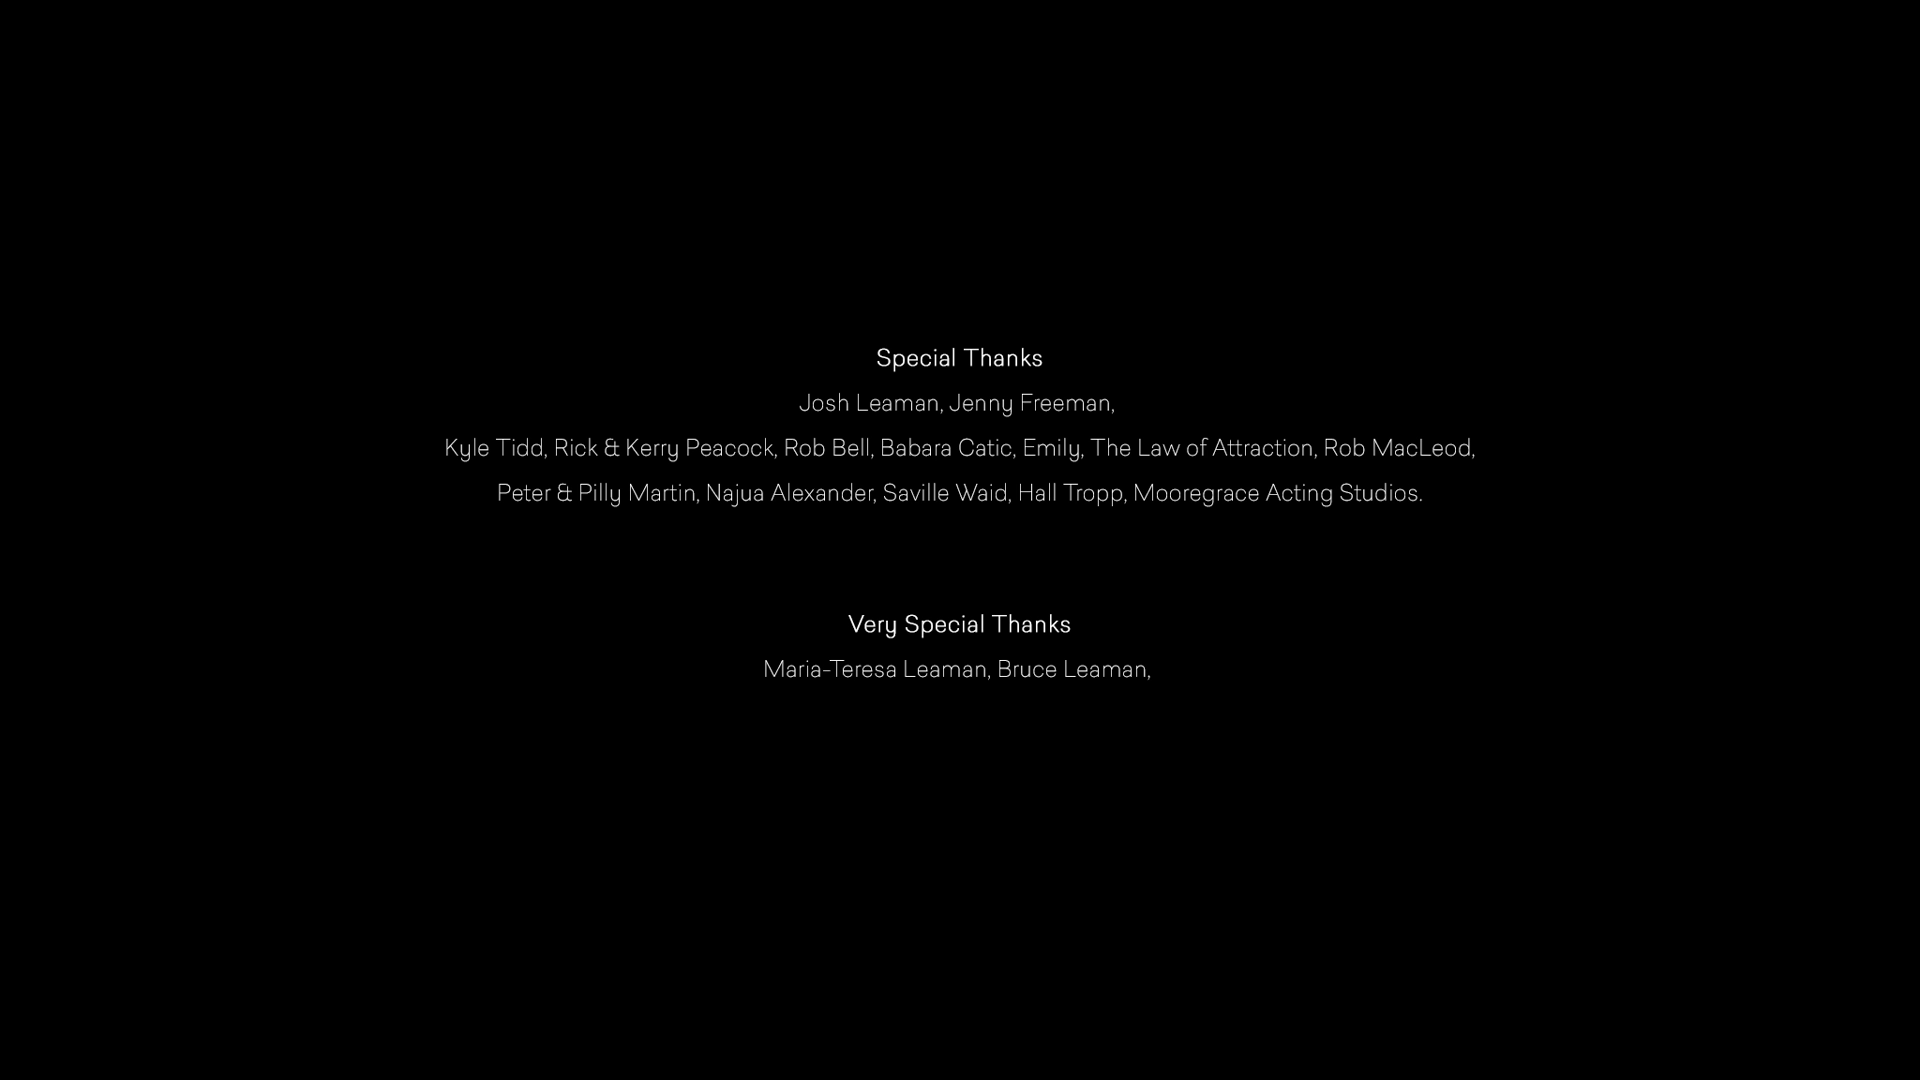 Special Thanks
Josh Leaman, Jenny Freeman,
Kyle Tidd, Rick & Kerry Peacock, Rob Bell, Babara Catic, Emily, The Law of Attraction, Rob MacLeod,
Peter & Pilly Martin, Najua Alexander, Saville Waid, Hall Tropp, Mooregrace Acting Studios.
Very Special Thanks
Maria-Teresa Leaman, Bruce Leaman,